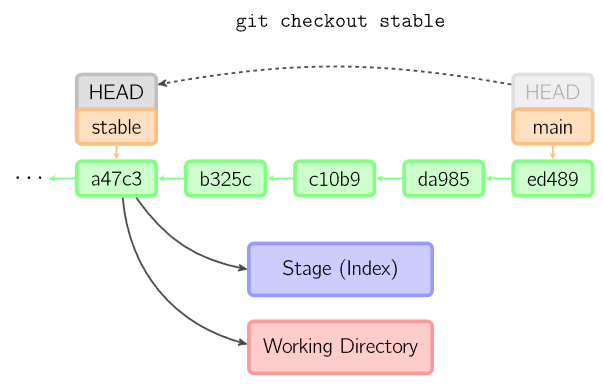 git checkout stable
HEAD
HEAD
stable
main
... a47c3 b325c c10b9 da985 ed489
Stage (Index)
Working Directory